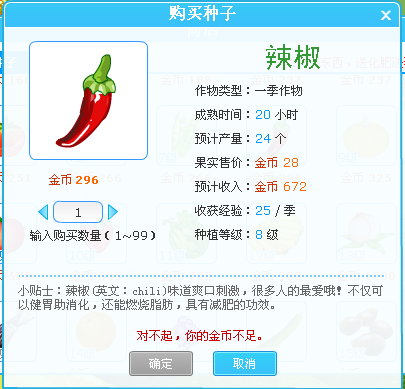 购买种子
辣椒
作物类型：一季作物
成熟时间：20 小时
预计产量：24 个
果实售价：金币 28
预计收入：金币 672
收获经验：25 / 季
种植等级：8 级
金币 296
1
输入购买数量（1~99）
小贴士：辣椒(英文：chili)味道爽口刺激，很多人的最爱哦！不仅可
以健胃助消化，还能燃烧脂肪，具有减肥的功效。
对不起，你的金币不足。
确定
取消